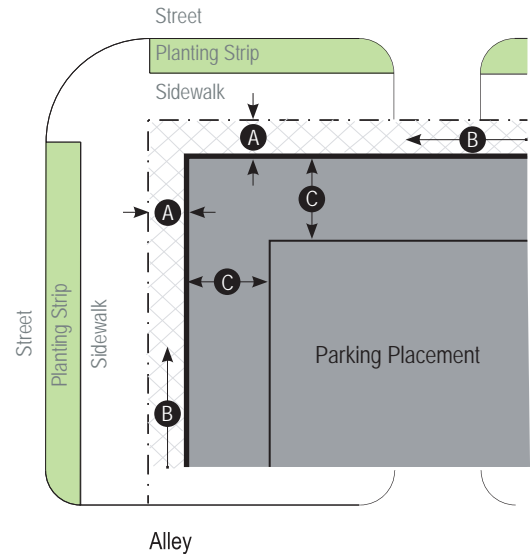 Street
Planting Strip
Sidewalk
A
B
A
C
C
Street
Planting Strip
Sidewalk
Parking Placement
B
Alley